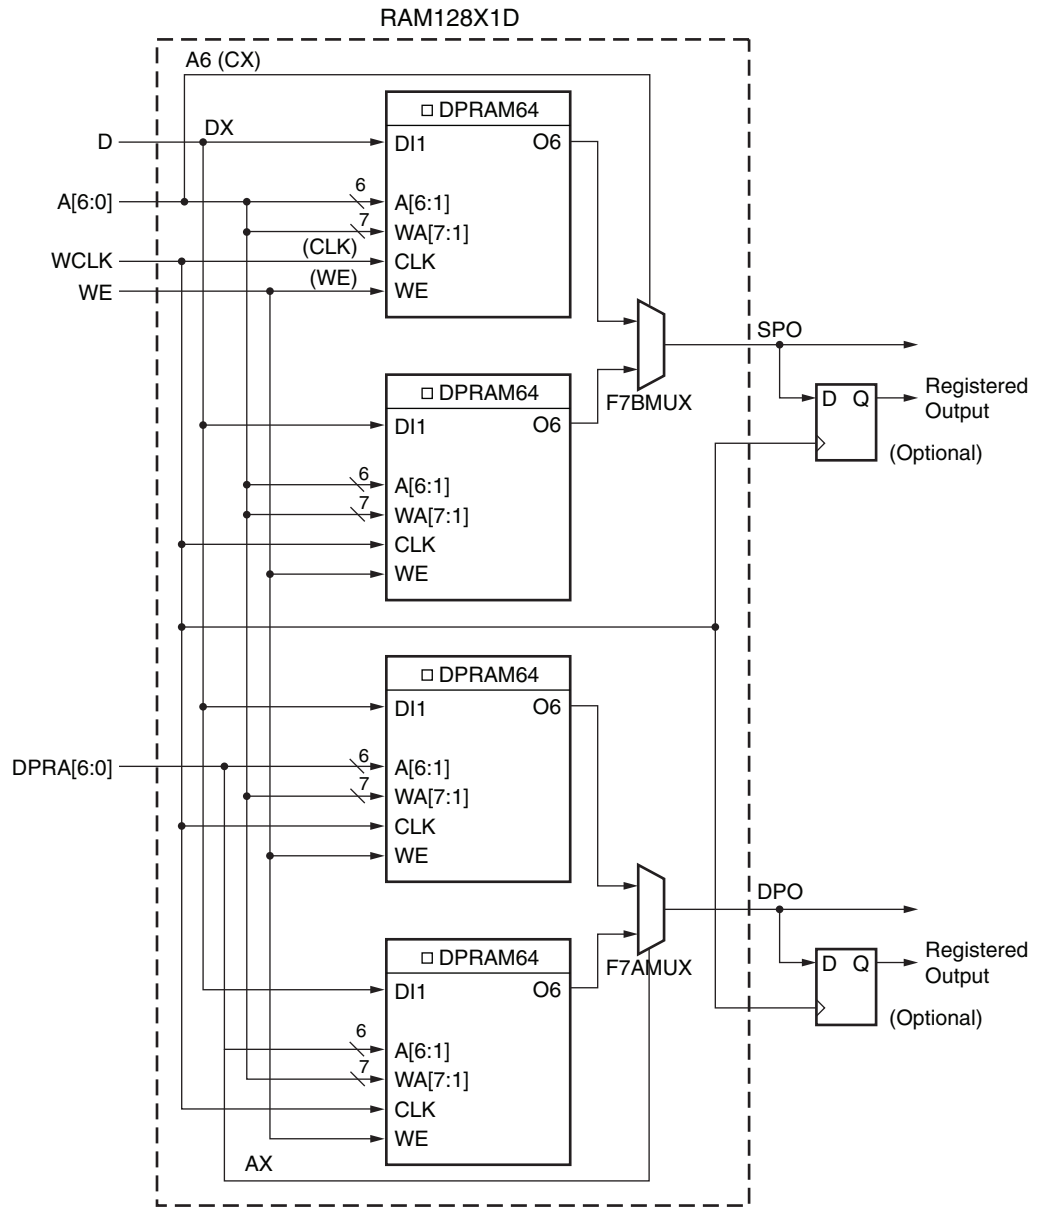 RAM128X1D
A6 (CX)
□ DPRAM64
D
DX
DI1
O6
A[6:0]
6
A[6:1]
7
WA[7:1]
WCLK
(CLK)
CLK
WE
(WE)
WE
SPO
F7BMUX
D Q
Registered
Output
(Optional)
□ DPRAM64
DI1
O6
6
A[6:1]
7
WA[7:1]
CLK
WE
□ DPRAM64
DI1
O6
DPRA[6:0]
6
A[6:1]
7
WA[7:1]
CLK
WE
DPO
F7AMUX
D Q
Registered
Output
(Optional)
□ DPRAM64
DI1
O6
6
A[6:1]
7
WA[7:1]
CLK
WE
AX